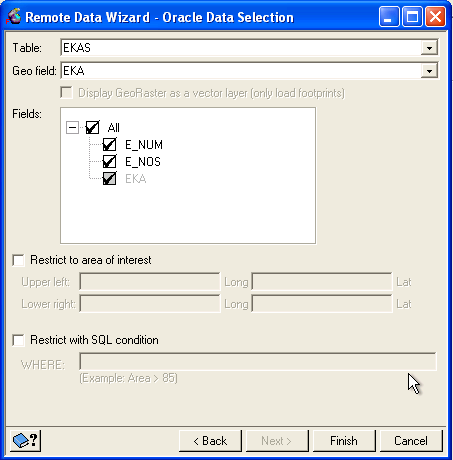 Remote Data Wizard - Oracle Data Selection
Table: EKAS
Geo field: EKA
Display GeoRaster as a vector layer (only load footprints)
Fields:
All
E_NUM
E_NOS
EKA
Restrict to area of interest
Upper left: Long Lat
Lower right: Long Lat
Restrict with SQL condition
WHERE:
(Example: Area > 85)
? < Back Next > Finish Cancel